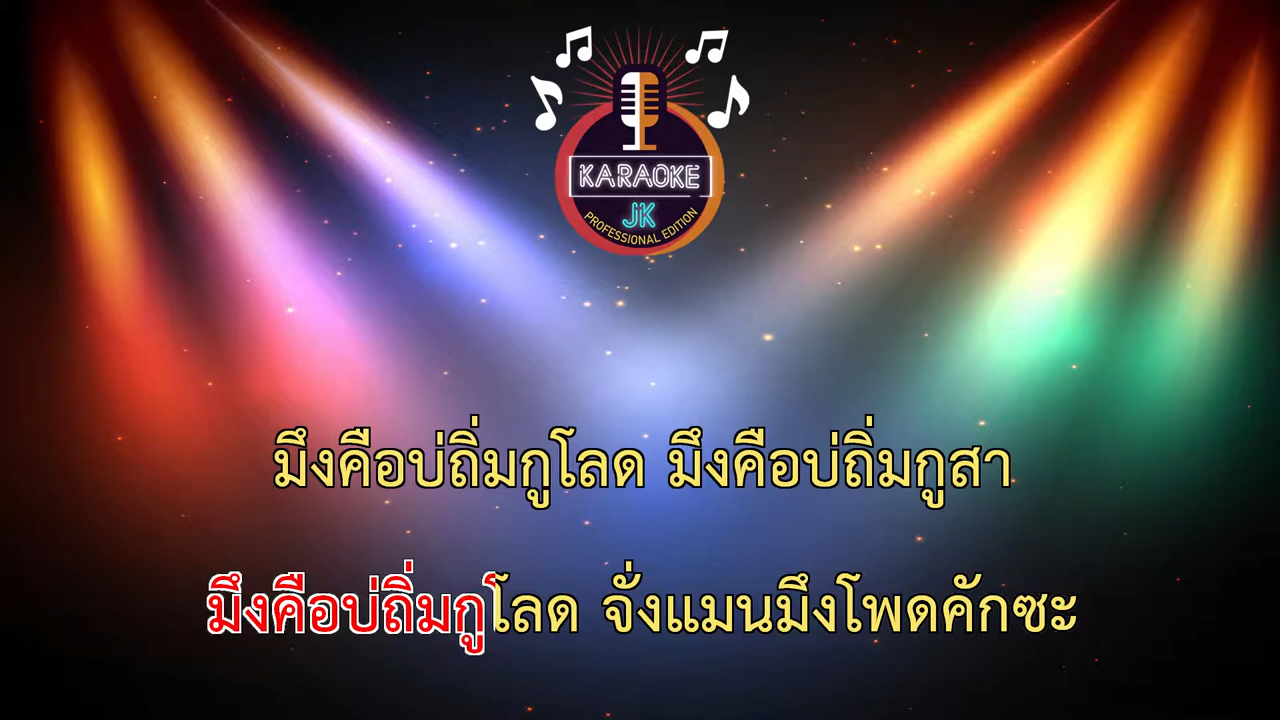 KARAOKE
JK
PROFESSIONAL EDITION
มึงคือบ่ถิ่มกูโลด มึงคือบ่ถิ่มกูสา
มึงคือบ่ถิ่มกูโลด จั่งแมนมึงโพดคักซะ